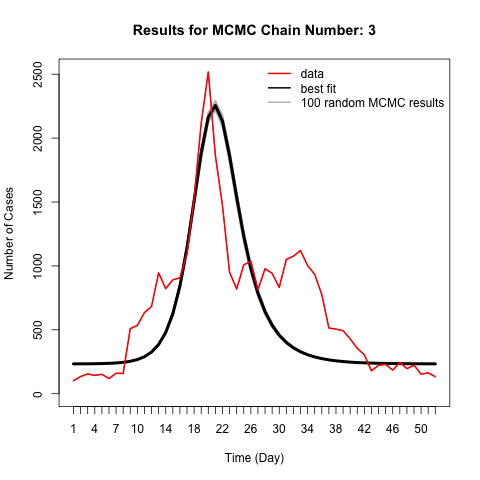 Results for MCMC Chain Number: 3
data
best fit
100 random MCMC results
Number of Cases
2500
2000
1500
1000
500
0
1 4 7 10 14 18 22 26 30 34 38 42 46 50
Time (Day)